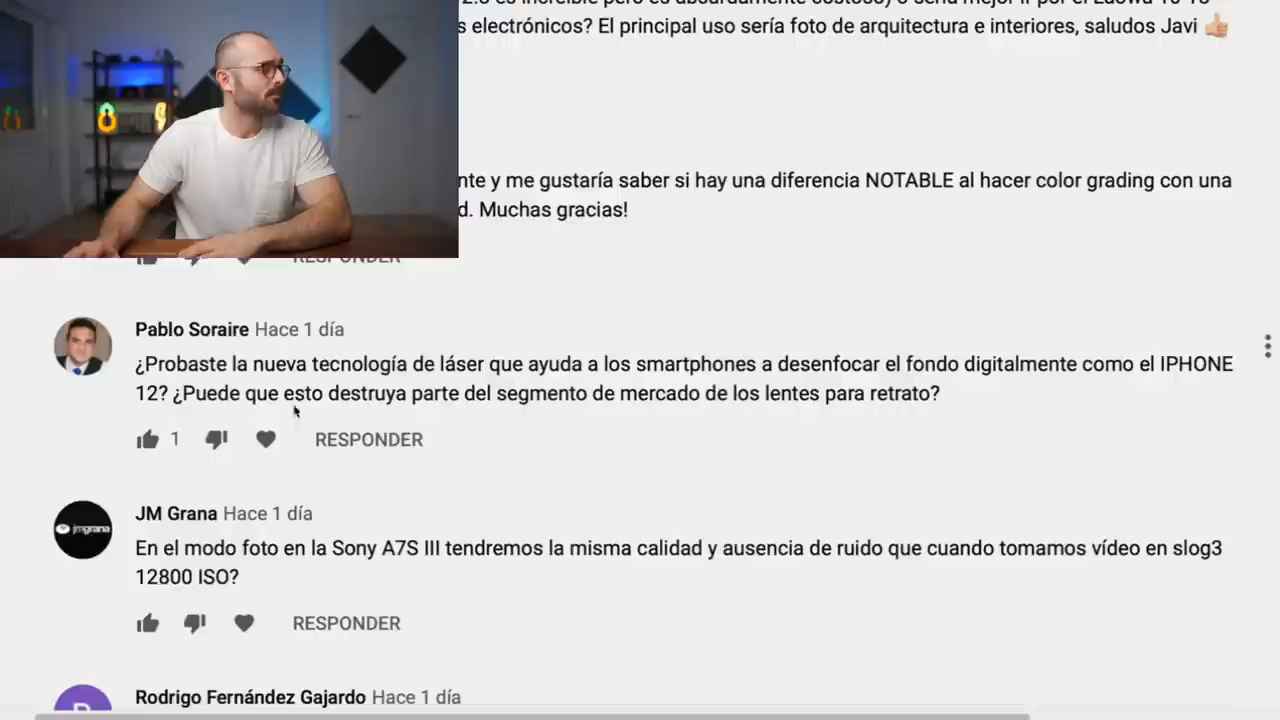 s electrónicos? El principal uso sería foto de arquitectura e interiores, saludos Javi 👍🏼
nte y me gustaría saber si hay una diferencia NOTABLE al hacer color grading con una
d. Muchas gracias!
RESPONDER
Pablo Soraire Hace 1 día
¿Probaste la nueva tecnología de láser que ayuda a los smartphones a desenfocar el fondo digitalmente como el IPHONE
12? ¿Puede que esto destruya parte del segmento de mercado de los lentes para retrato?
1 RESPONDER
JM Grana Hace 1 día
jmgrana
En el modo foto en la Sony A7S III tendremos la misma calidad y ausencia de ruido que cuando tomamos vídeo en slog3
12800 ISO?
RESPONDER
Rodrigo Fernández Gajardo Hace 1 día